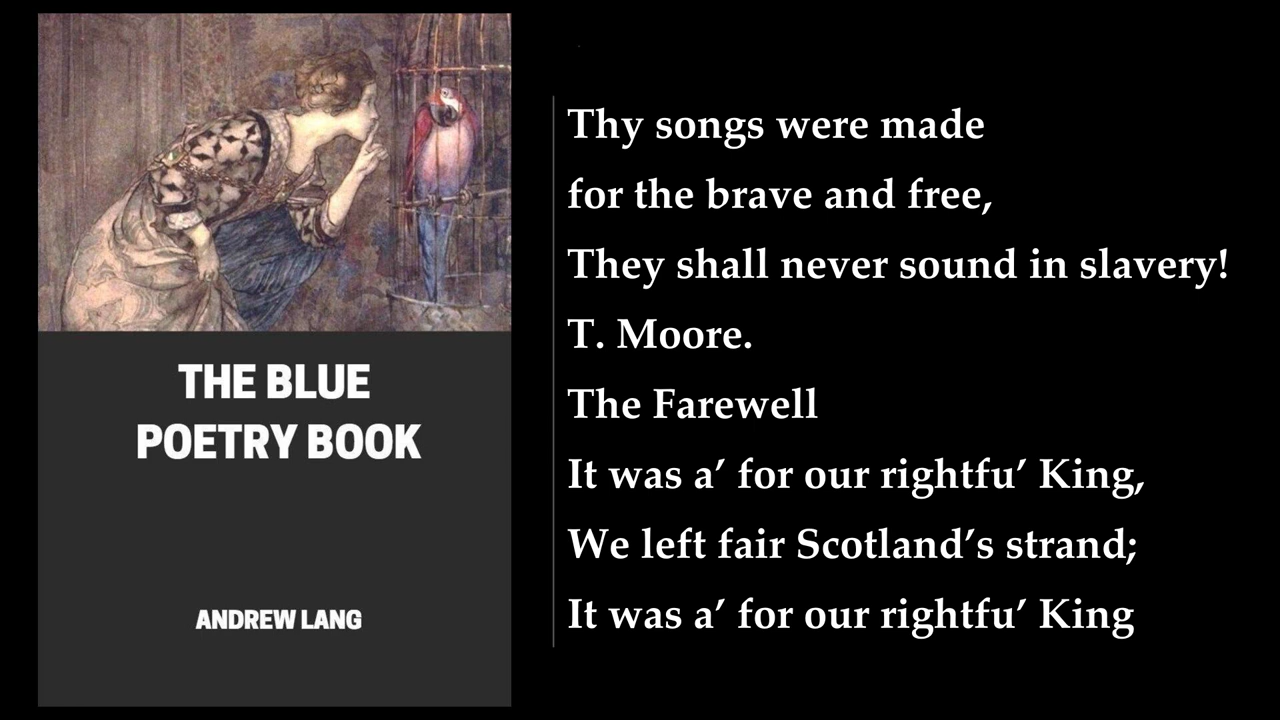 THE BLUE
POETRY BOOK
ANDREW LANG
Thy songs were made
for the brave and free,
They shall never sound in slavery!
T. Moore.
The Farewell
It was a’ for our rightfu’ King,
We left fair Scotland’s strand;
It was a’ for our rightfu’ King